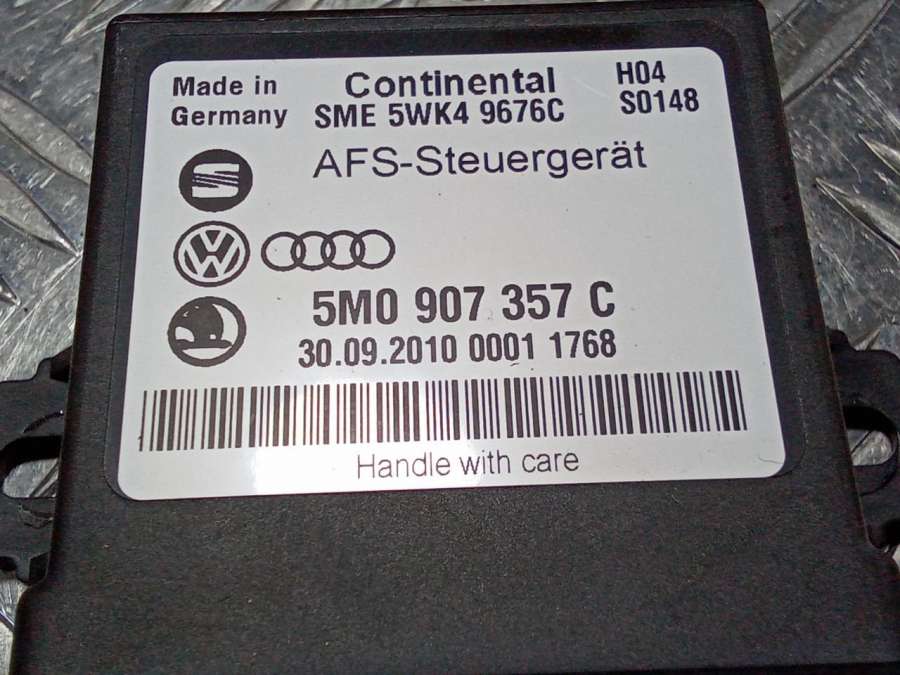 Made in Continental H04
Germany SME 5WK4 9676C S0148
AFS-Steuergerät
5M0 907 357 C
30.09.2010 0001 1768
Handle with care